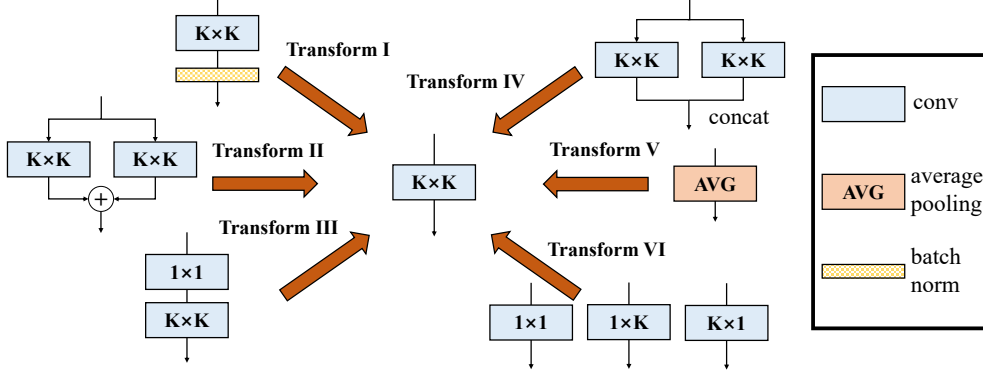 K×K
Transform I
K×K
K×K
Transform IV
concat
K×K
K×K
+
Transform II
K×K
Transform V
AVG
1×1
K×K
Transform III
Transform VI
1×1
1×K
K×1
conv
AVG
average
pooling
batch
norm